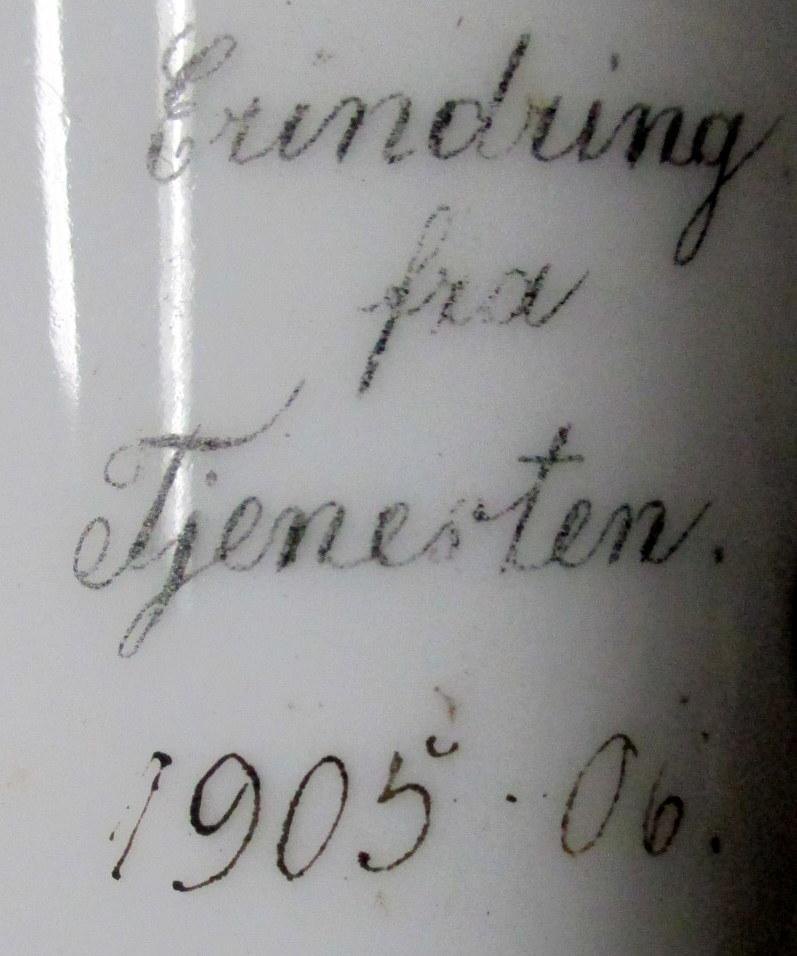 Erindring
fra
Tjenesten.
1905 - 06.